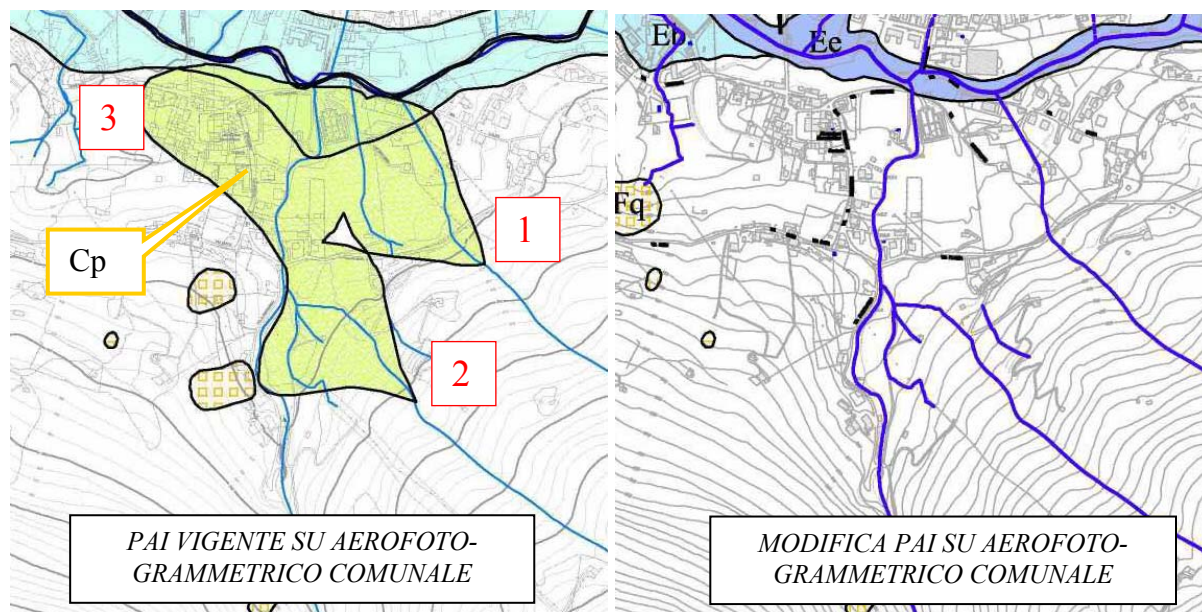 3
1
Cp
2
PAI VIGENTE SU AEROFOTO-
GRAMMETRICO COMUNALE
Eb
Ee
Fq
MODIFICA PAI SU AEROFOTO-
GRAMMETRICO COMUNALE